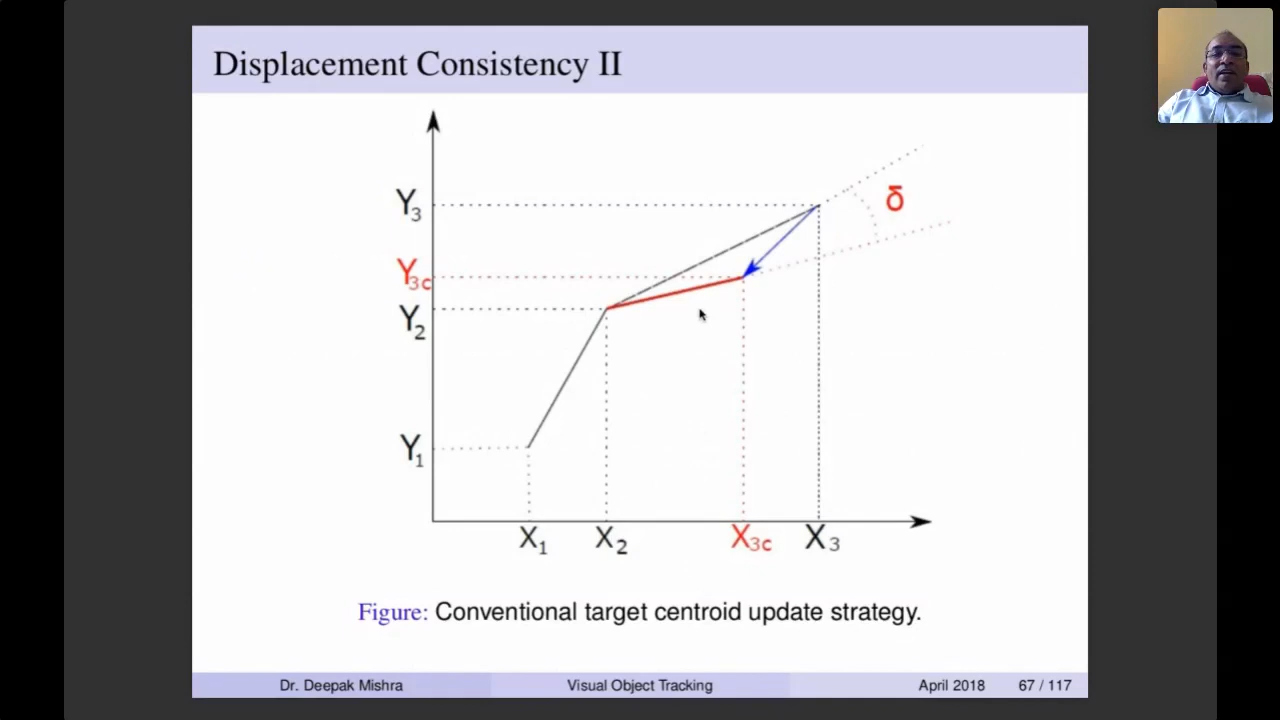 Displacement Consistency II
Y3
δ
Y3c
Y2
Y1
X1 X2 X3c X3
Figure: Conventional target centroid update strategy.
Dr. Deepak Mishra Visual Object Tracking April 2018 67 / 117